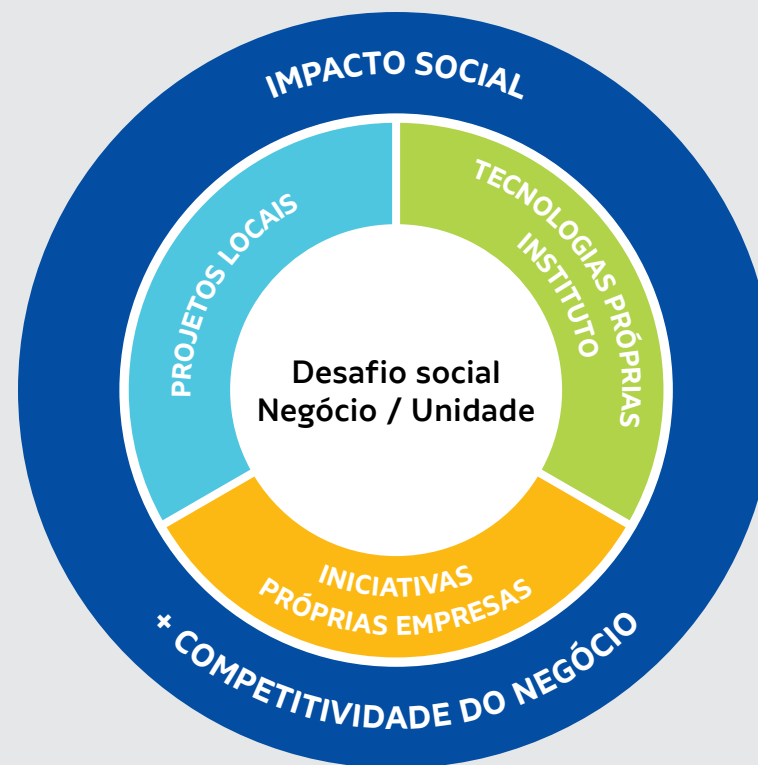 IMPACTO SOCIAL
PROJETOS LOCAIS
TECNOLOGIAS PRÓPRIAS
INSTITUTO
Desafio social
Negócio / Unidade
INICIATIVAS
PRÓPRIAS EMPRESAS
+ COMPETITIVIDADE DO NEGÓCIO